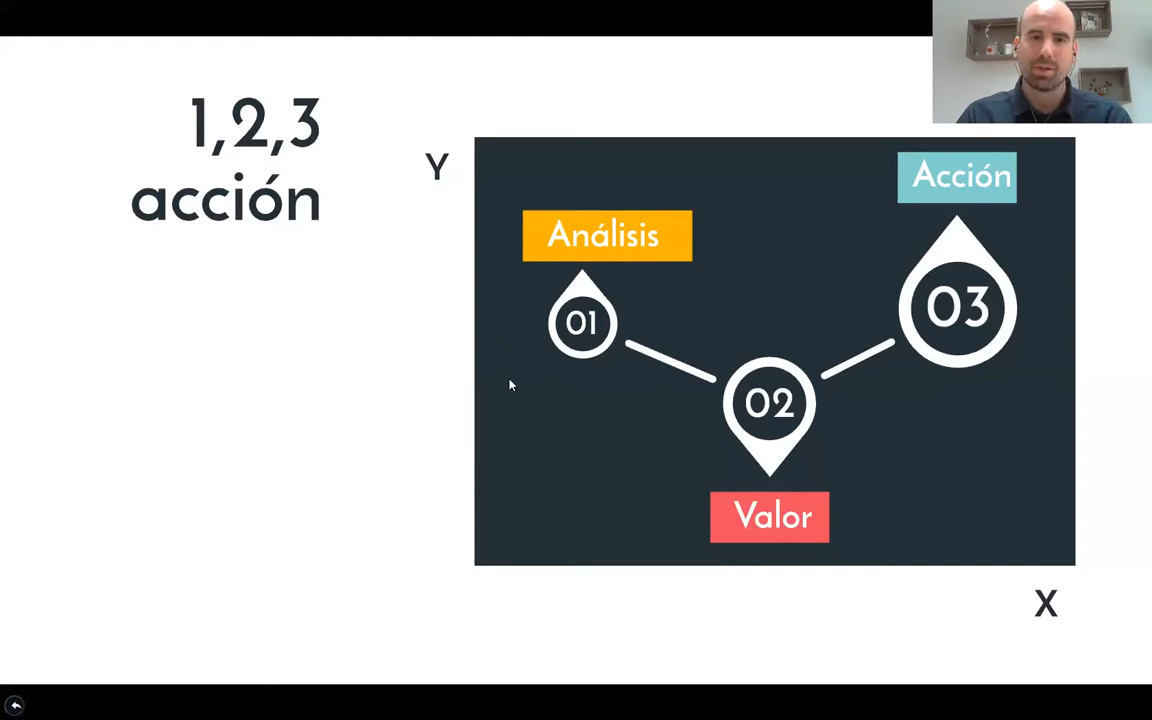 1,2,3
acción
Y
Análisis
01
02
Valor
Acción
03
X